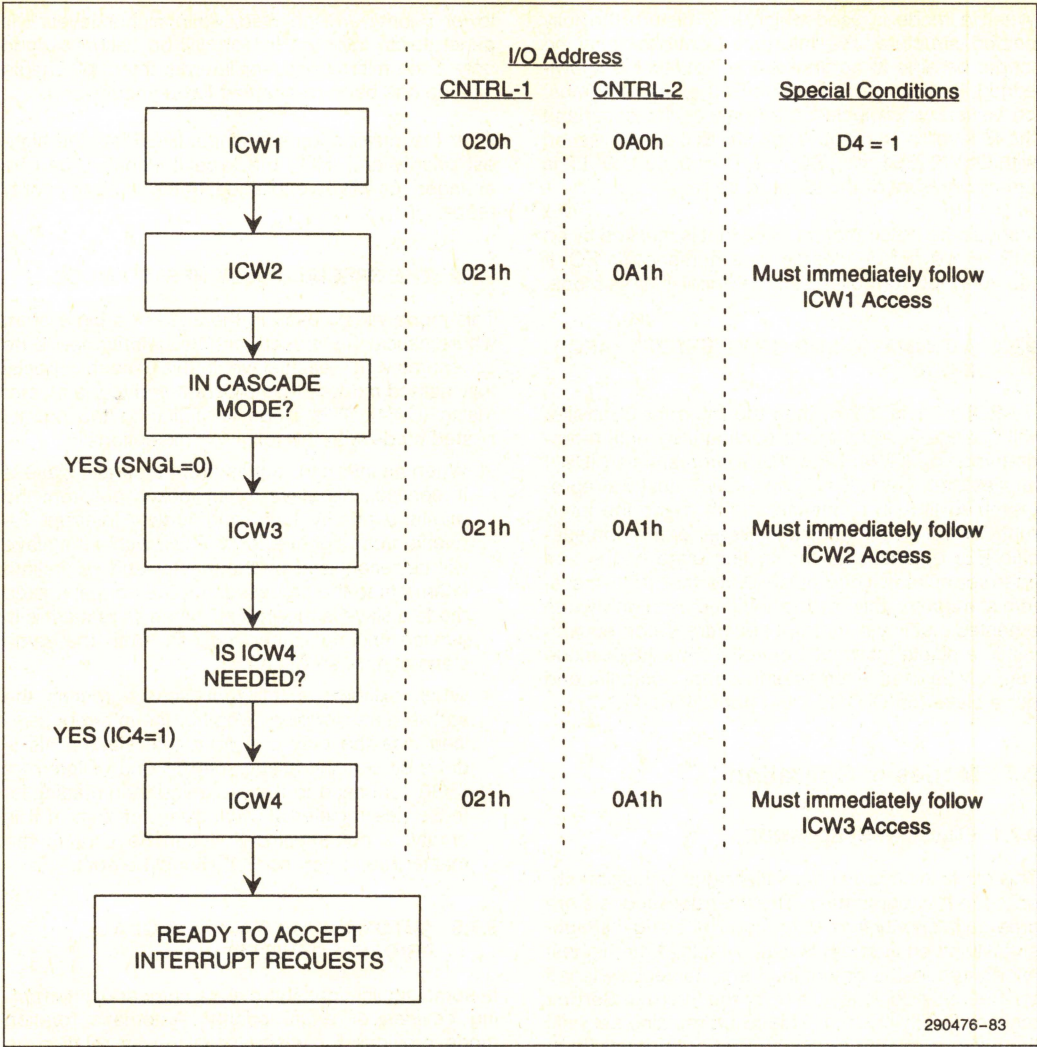 I/O Address
CNTRL-1 CNTRL-2 Special Conditions
ICW1 020h 0A0h D4 = 1
ICW2 021h 0A1h Must immediately follow
ICW1 Access
IN CASCADE
MODE?
YES (SNGL=0)
ICW3 021h 0A1h Must immediately follow
ICW2 Access
IS ICW4
NEEDED?
YES (IC4=1)
ICW4 021h 0A1h Must immediately follow
ICW3 Access
READY TO ACCEPT
INTERRUPT REQUESTS
290476-83